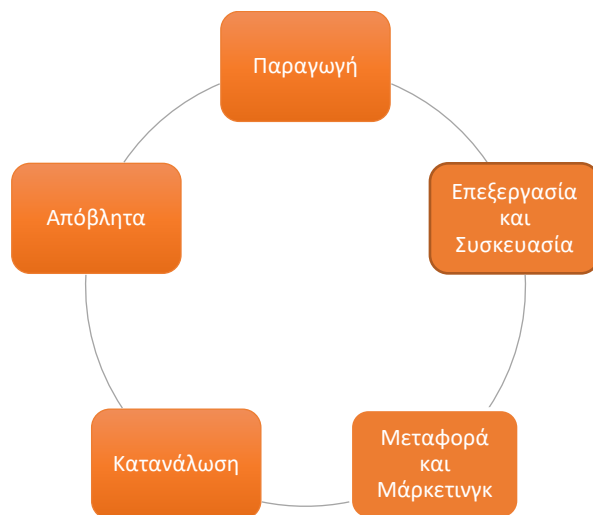 Παραγωγή
Επεξεργασία
και
Συσκευασία
Μεταφορά
και
Μάρκετινγκ
Κατανάλωση
Απόβλητα